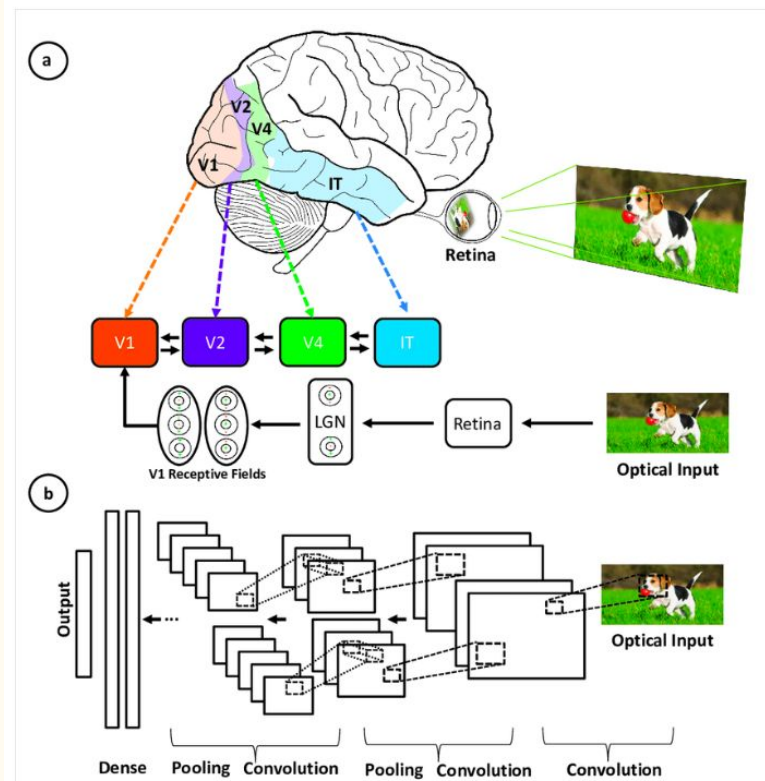 a
V2
V4
V1
IT
Retina
V1
V2
V4
IT
LGN
Retina
V1 Receptive Fields
Optical Input
b
Output
...
Optical Input
Dense
Pooling
Convolution
Pooling
Convolution
Convolution